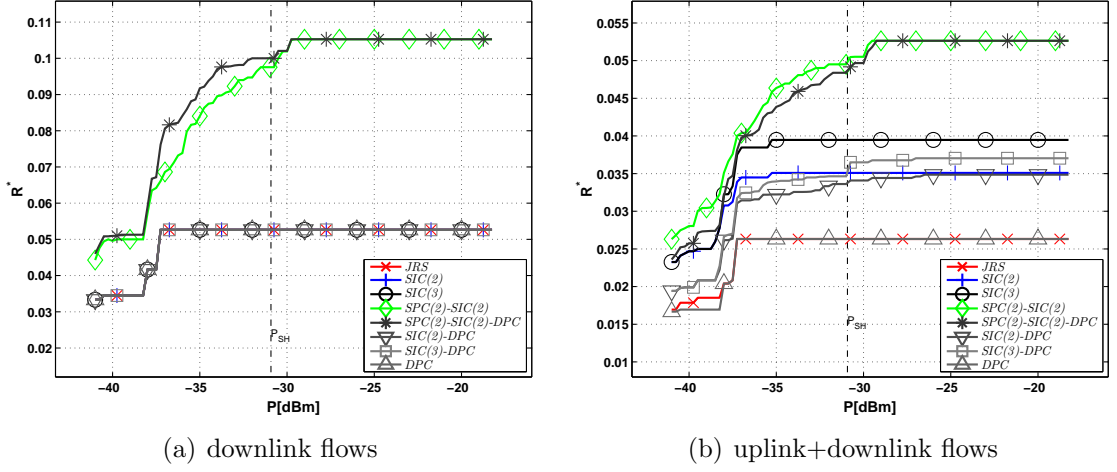 0.11
0.1
0.09
0.08
0.07
0.06
0.05
0.04
0.03
0.02
R*
−40
−35
−30
−25
−20
P[dBm]
P_SH
JRS
SIC(2)
SIC(3)
SPC(2)-SIC(2)
SPC(2)-SIC(2)-DPC
SIC(2)-DPC
SIC(3)-DPC
DPC
(a) downlink flows
0.055
0.05
0.045
0.04
0.035
0.03
0.025
0.02
0.015
0.01
R*
−40
−35
−30
−25
−20
P[dBm]
P_SH
JRS
SIC(2)
SIC(3)
SPC(2)-SIC(2)
SPC(2)-SIC(2)-DPC
SIC(2)-DPC
SIC(3)-DPC
DPC
(b) uplink+downlink flows